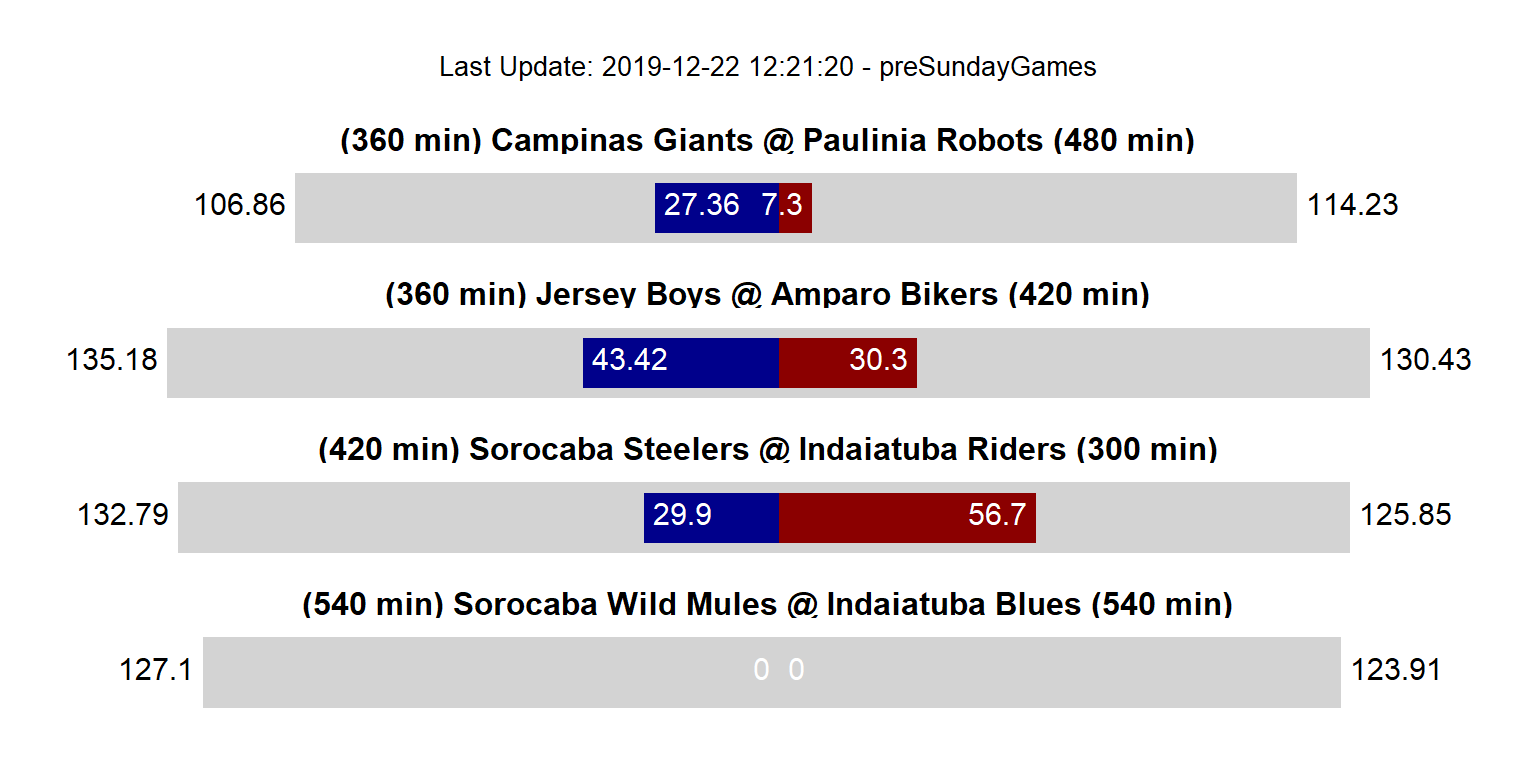 Last Update: 2019-12-22 12:21:20 - preSundayGames
(360 min) Campinas Giants @ Paulinia Robots (480 min)
106.86 27.36 7.3 114.23
(360 min) Jersey Boys @ Amparo Bikers (420 min)
135.18 43.42 30.3 130.43
(420 min) Sorocaba Steelers @ Indaiatuba Riders (300 min)
132.79 29.9 56.7 125.85
(540 min) Sorocaba Wild Mules @ Indaiatuba Blues (540 min)
127.1 0 0 123.91